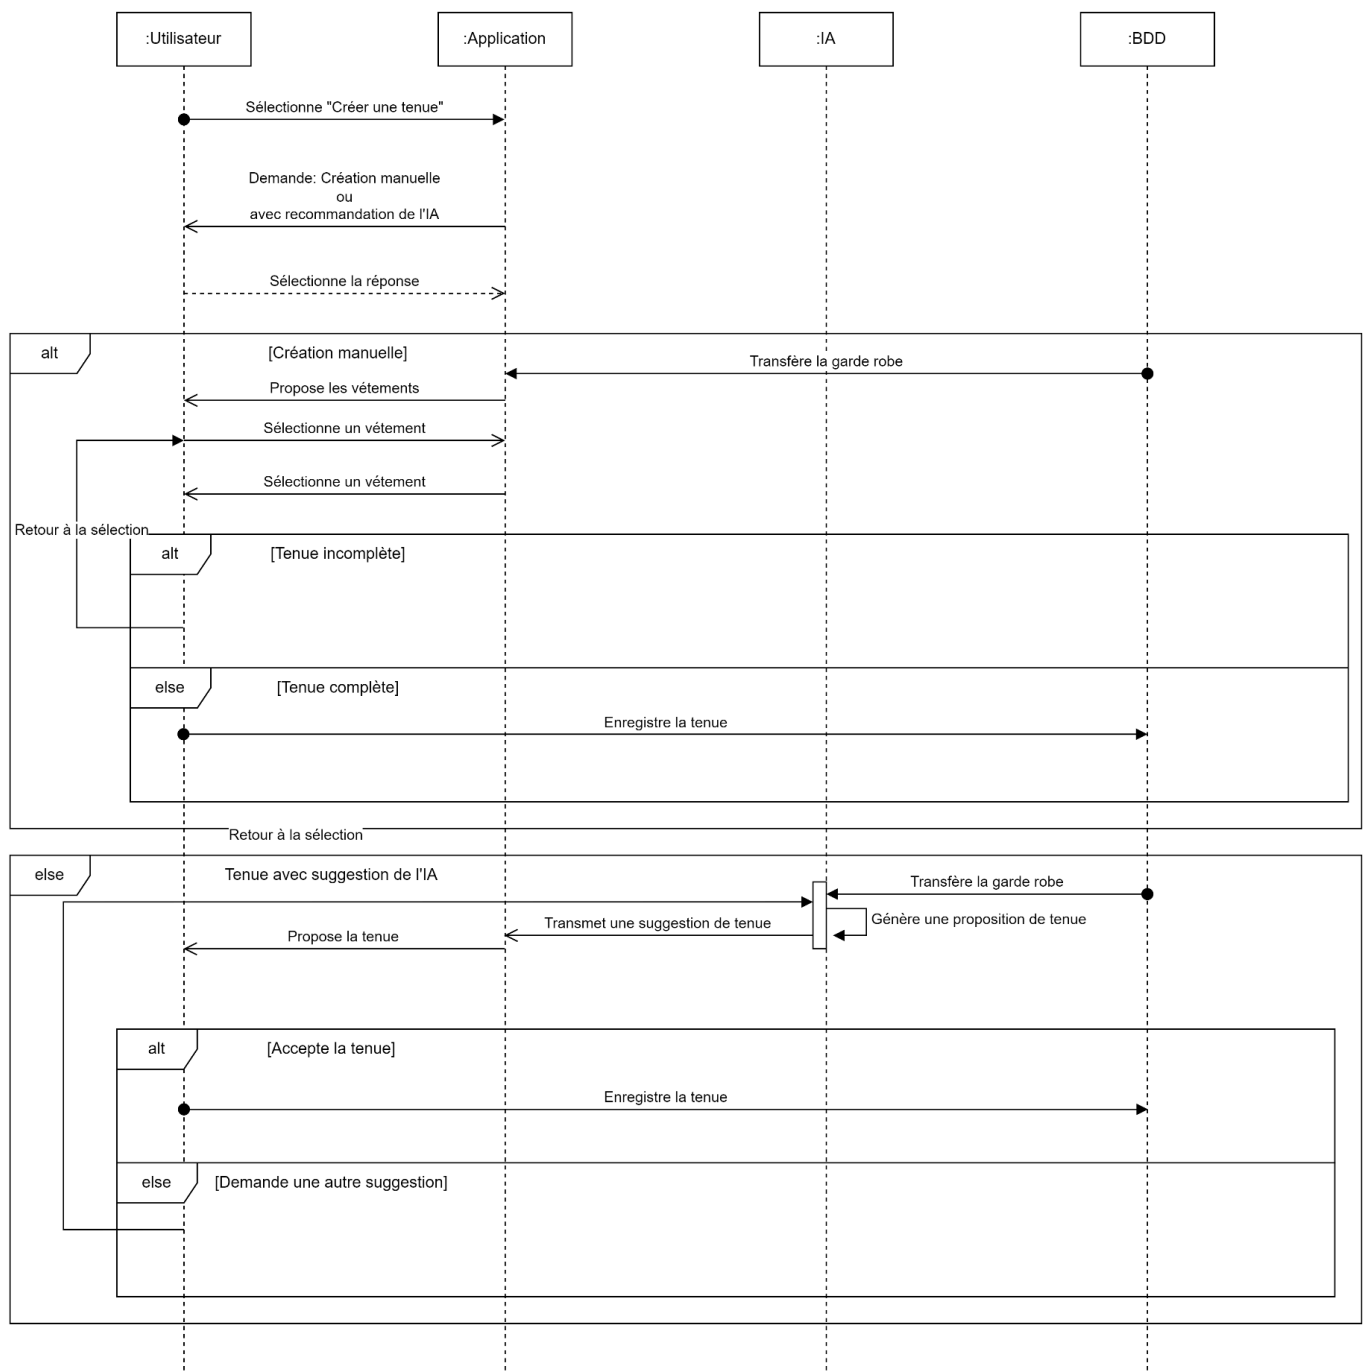 :Utilisateur
:Application
:IA
:BDD
Sélectionne "Créer une tenue"
Demande: Création manuelle
ou
avec recommandation de l'IA
Sélectionne la réponse
alt
[Création manuelle]
Transfère la garde robe
Propose les vétements
Sélectionne un vétement
Sélectionne un vétement
Retour à la sélection
alt
[Tenue incomplète]
else
[Tenue complète]
Enregistre la tenue
Retour à la sélection
else
Tenue avec suggestion de l'IA
Transfère la garde robe
Génère une proposition de tenue
Transmet une suggestion de tenue
Propose la tenue
alt
[Accepte la tenue]
Enregistre la tenue
else
[Demande une autre suggestion]